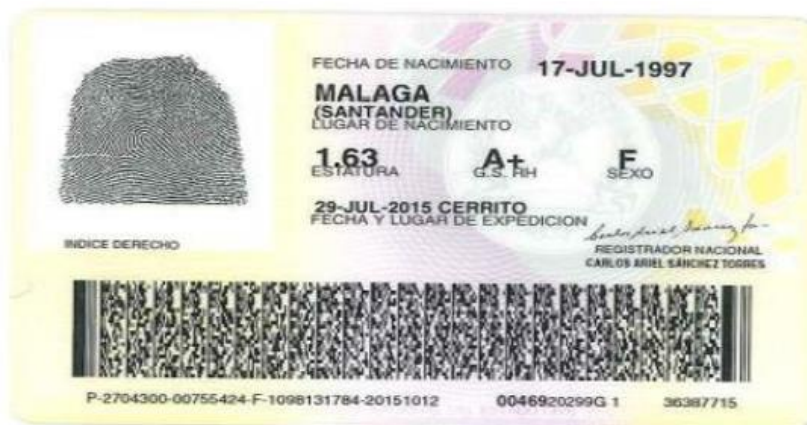 FECHA DE NACIMIENTO 17-JUL-1997
MALAGA
(SANTANDER)
LUGAR DE NACIMIENTO
1.63 A+ F
ESTATURA G.S. RH SEXO
29-JUL-2015 CERRITO
FECHA Y LUGAR DE EXPEDICION
INDICE DERECHO
REGISTRADOR NACIONAL
CARLOS ARIEL SÁNCHEZ TORRES
P-2704300-00755424-F-1098131784-20151012 0046920299G 1 36387715